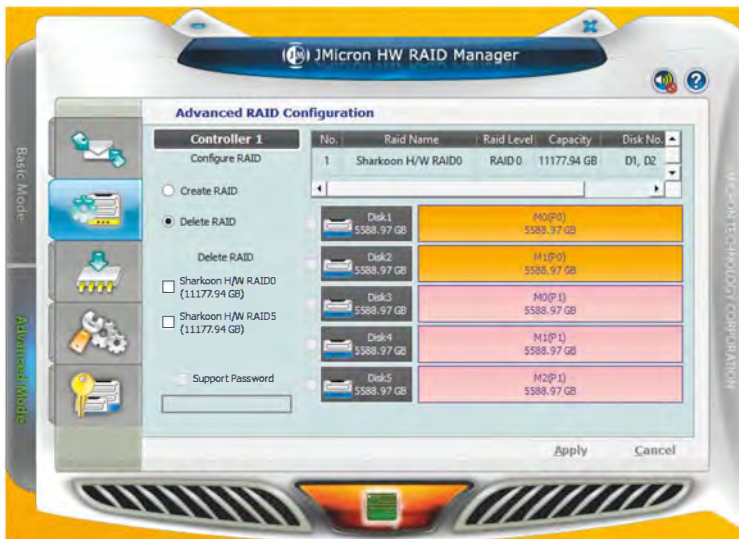 JMicron HW RAID Manager
Advanced RAID Configuration
Controller 1
Configure RAID
Create RAID
Delete RAID
Delete RAID
Sharkoon H/W RAID0
(11177.94 GB)
Sharkoon H/W RAID5
(11177.94 GB)
Support Password
No. Raid Name Raid Level Capacity Disk No.
1 Sharkoon H/W RAID0 RAID 0 11177.94 GB D1, D2
Disk1
5588.97 GB
M0(P0)
5588.97 GB
Disk2
5588.97 GB
M1(P0)
5588.97 GB
Disk3
5588.97 GB
M0(P1)
5588.97 GB
Disk4
5588.97 GB
M1(P1)
5588.97 GB
Disk5
5588.97 GB
M2(P1)
5588.97 GB
Apply Cancel
Basic Mode
Advanced Mode
JMICRON TECHNOLOGY CORPORATION